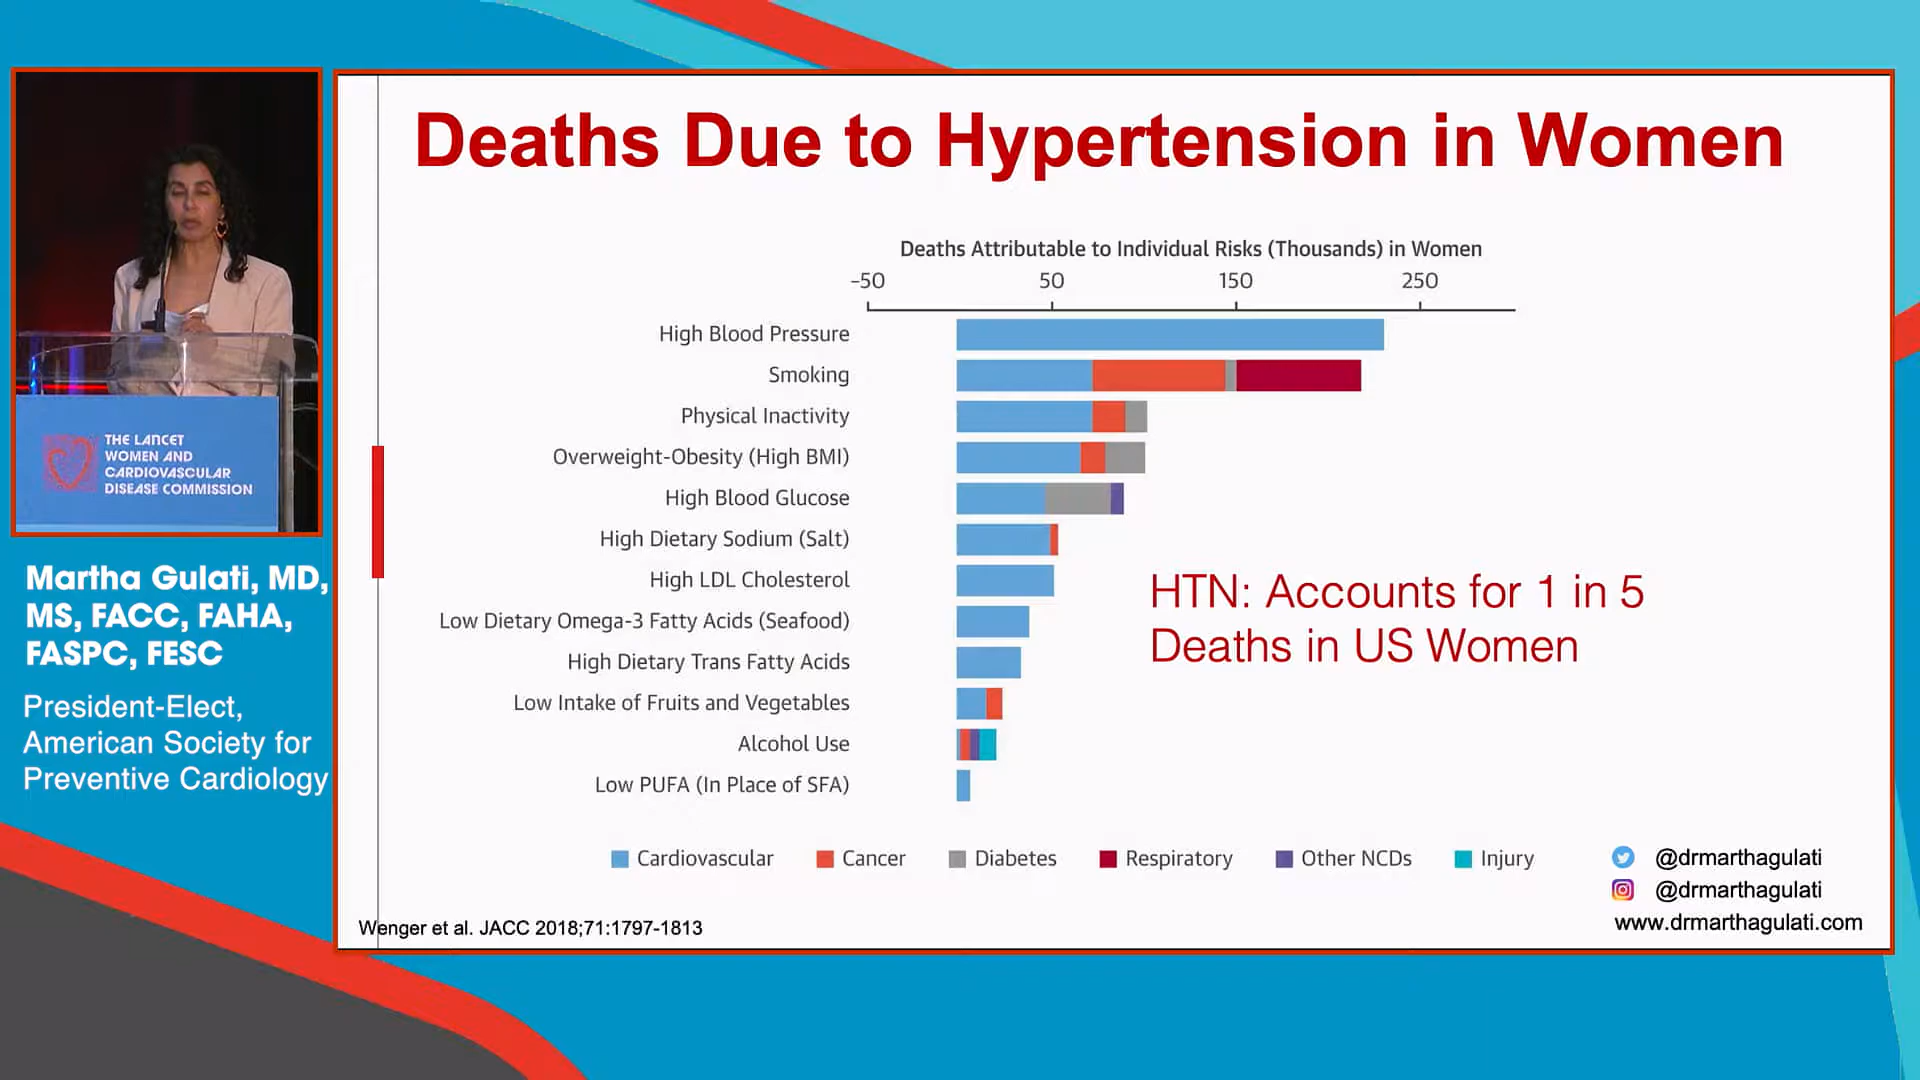 Deaths Due to Hypertension in Women
Deaths Attributable to Individual Risks (Thousands) in Women
-50 50 150 250
High Blood Pressure
Smoking
Physical Inactivity
Overweight-Obesity (High BMI)
High Blood Glucose
High Dietary Sodium (Salt)
High LDL Cholesterol
Low Dietary Omega-3 Fatty Acids (Seafood)
High Dietary Trans Fatty Acids
Low Intake of Fruits and Vegetables
Alcohol Use
Low PUFA (In Place of SFA)
HTN: Accounts for 1 in 5
Deaths in US Women
Cardiovascular Cancer Diabetes Respiratory Other NCDs Injury
@drmarthagulati
@drmarthagulati
www.drmarthagulati.com
Wenger et al. JACC 2018;71:1797-1813
THE LANCET
WOMEN AND
CARDIOVASCULAR
DISEASE COMMISSION
Martha Gulati, MD,
MS, FACC, FAHA,
FASPC, FESC
President-Elect,
American Society for
Preventive Cardiology